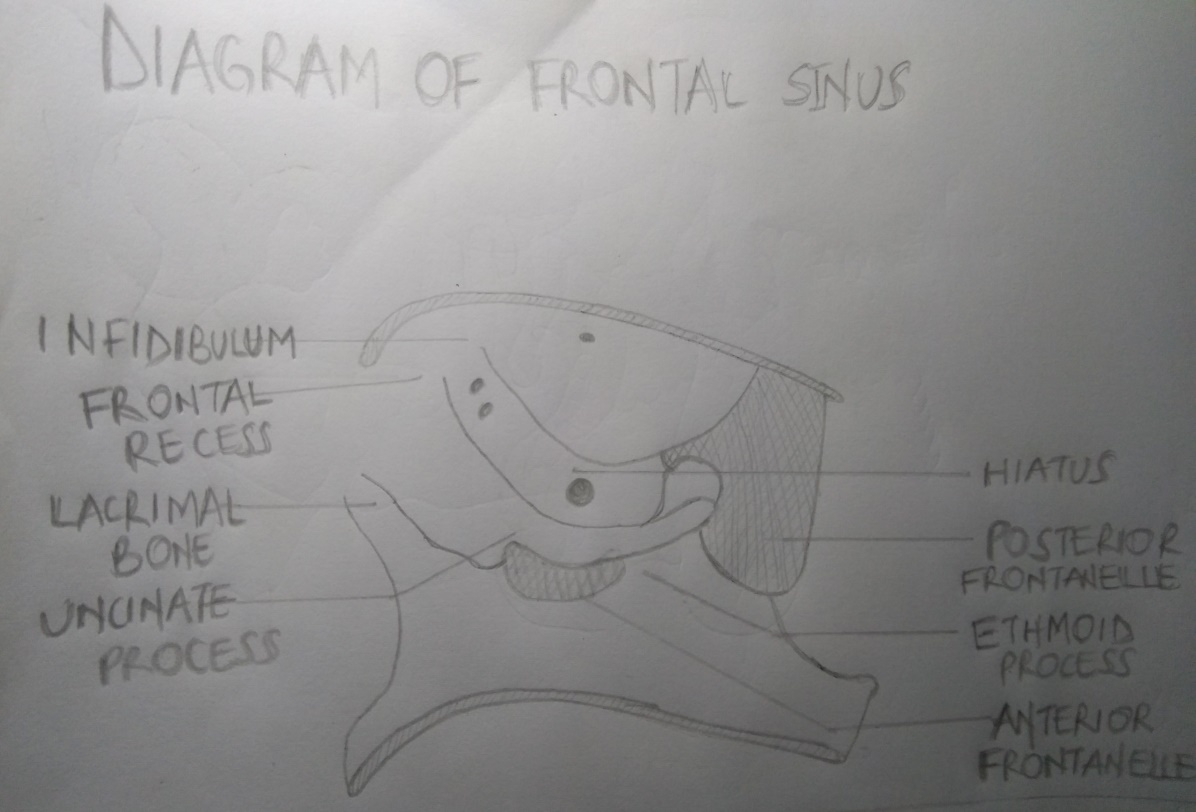 DIAGRAM OF FRONTAL SINUS
INFIDIBULUM
FRONTAL
RECESS
LACRIMAL
BONE
UNCINATE
PROCESS
HIATUS
POSTERIOR
FRONTANELLE
ETHMOID
PROCESS
ANTERIOR
FRONTANELLE